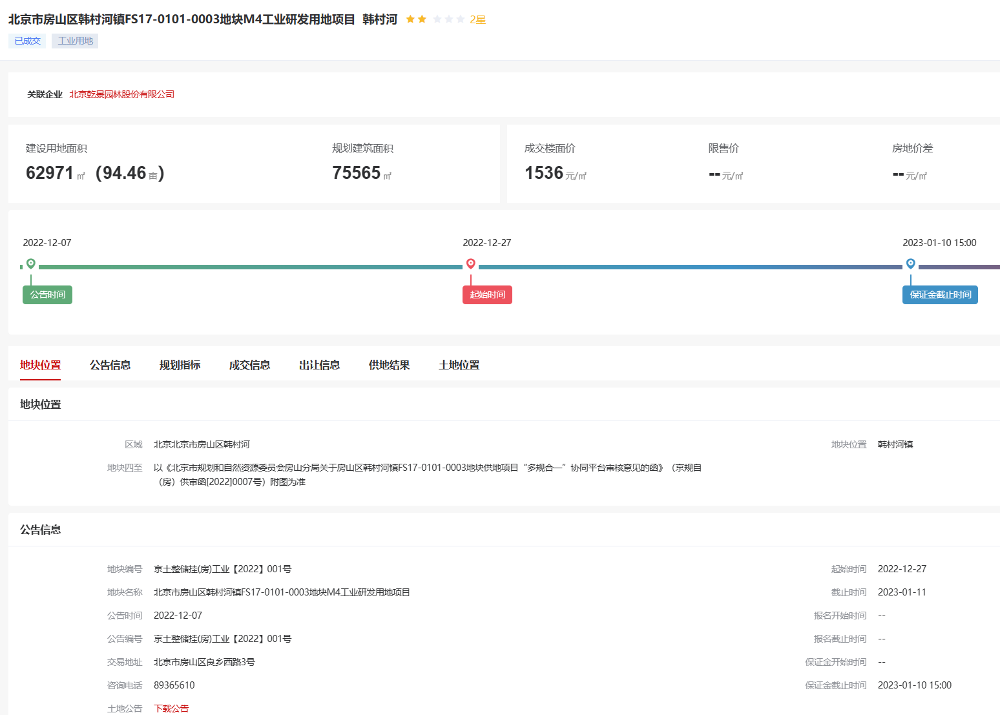 北京市房山区韩村河镇FS17-0101-0003地块M4工业研发用地项目 韩村河 2星
已成交 工业用地
关联企业 北京乾景园林股份有限公司
建设用地面积 规划建筑面积 成交楼面价 限售价 房地价差
62971㎡ (94.46亩) 75565㎡ 1536元/㎡ --元/㎡ --元/㎡
2022-12-07 2022-12-27 2023-01-10 15:00
公告时间 起始时间 保证金截止时间
地块位置 公告信息 规划指标 成交信息 出让信息 供地结果 土地位置
地块位置
区域 北京北京市房山区韩村河 地块位置 韩村河镇
地块四至 以《北京市规划和自然资源委员会房山分局关于房山区韩村河镇FS17-0101-0003地块供地项目“多规合一”协同平台审核意见的函》（京规自
（房）供审函[2022]0007号）附图为准
公告信息
地块编号 京土整储挂(房)工业【2022】001号 起始时间 2022-12-27
地块名称 北京市房山区韩村河镇FS17-0101-0003地块M4工业研发用地项目 截止时间 2023-01-11
公告时间 2022-12-07 报名开始时间 --
公告编号 京土整储挂(房)工业【2022】001号 报名截止时间 --
交易地址 北京市房山区良乡西路3号 保证金开始时间 --
咨询电话 89365610 保证金截止时间 2023-01-10 15:00
土地公告 下载公告